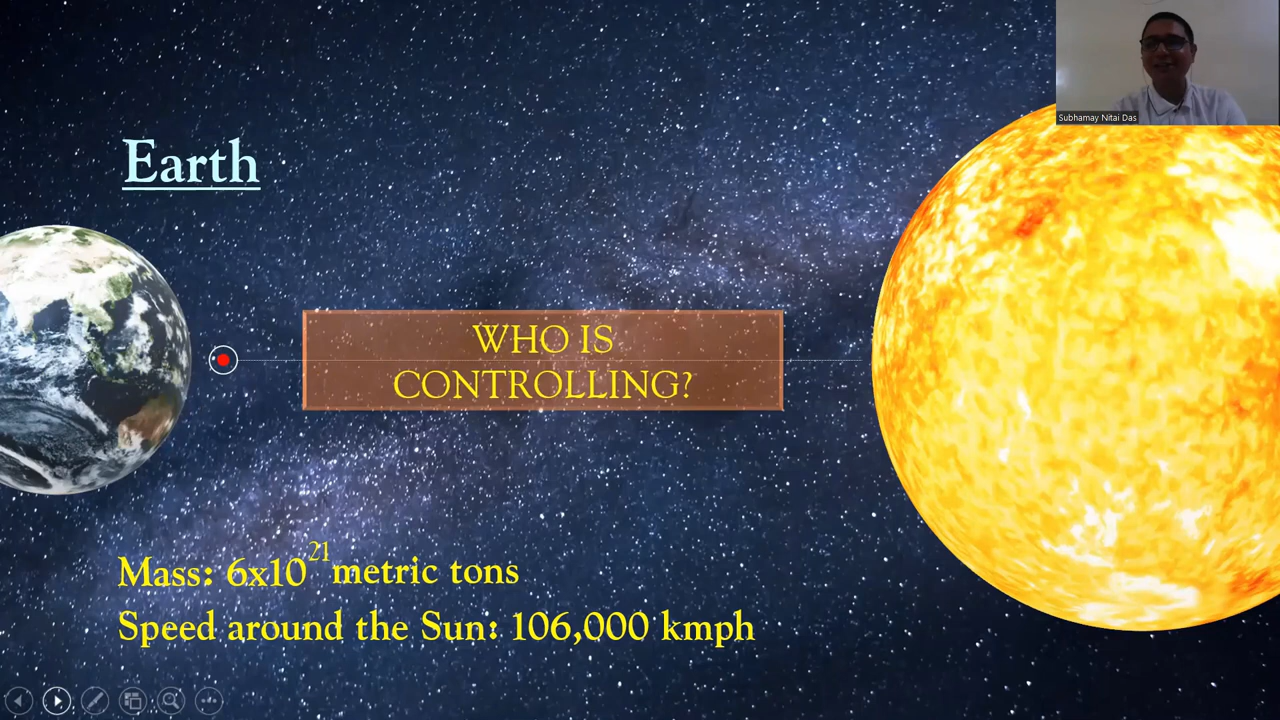 Subhamay Nitai Das
Earth
WHO IS
CONTROLLING?
Mass: 6x10²¹ metric tons
Speed around the Sun: 106,000 kmph